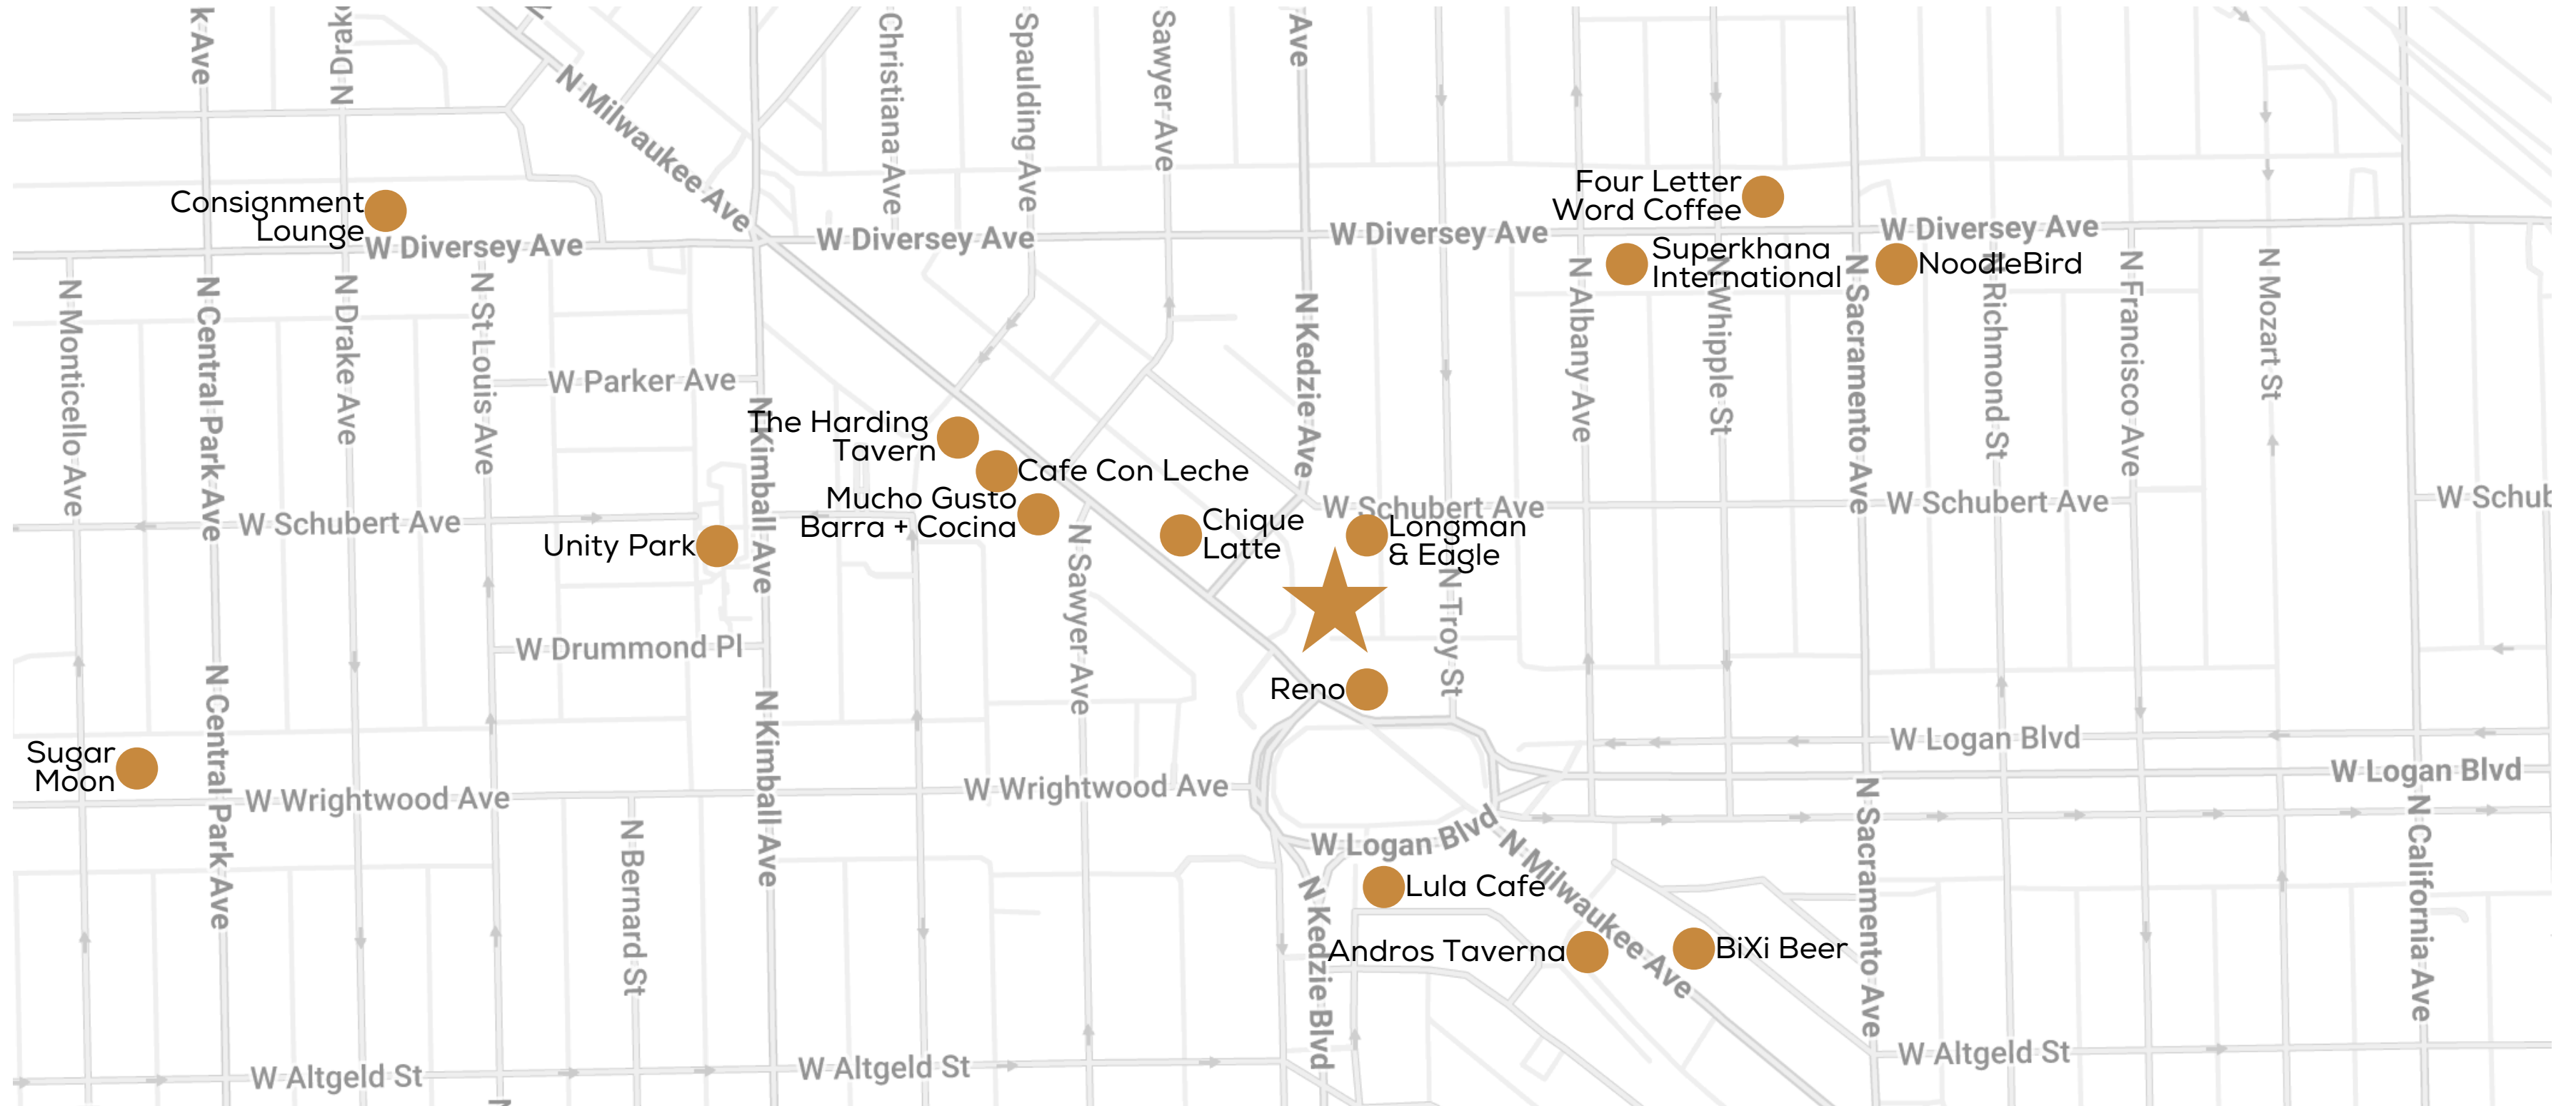 k Ave
N Drak
N Milwaukee Ave
Christiana Ave
Spaulding Ave
Sawyer Ave
Ave
Consignment
Lounge
Four Letter
Word Coffee
W Diversey Ave
W Diversey Ave
W Diversey Ave
W Diversey Ave
Superkhana
International
NoodleBird
N Monticello Ave
N Central Park Ave
N Drake Ave
N St Louis Ave
N Kedzie Ave
N Albany Ave
N Whipple St
N Sacramento Ave
N Richmond St
N Francisco Ave
N Mozart St
W Parker Ave
N Kimball Ave
The Harding
Tavern
Cafe Con Leche
Mucho Gusto
Barra + Cocina
W Schubert Ave
W Schubert Ave
W Schubert Ave
W Schub
Unity Park
Chique
Latte
Longman
& Eagle
N Sawyer Ave
N Troy St
W Drummond Pl
N Central Park Ave
N Kimball Ave
Reno
Sugar
Moon
W Logan Blvd
W Logan Blvd
W Wrightwood Ave
W Wrightwood Ave
N Bernard St
W Logan Blvd
N Milwaukee Ave
N Sacramento Ave
N California Ave
Lula Cafe
N Kedzie Blvd
Andros Taverna
BiXi Beer
W Altgeld St
W Altgeld St
W Altgeld St
N